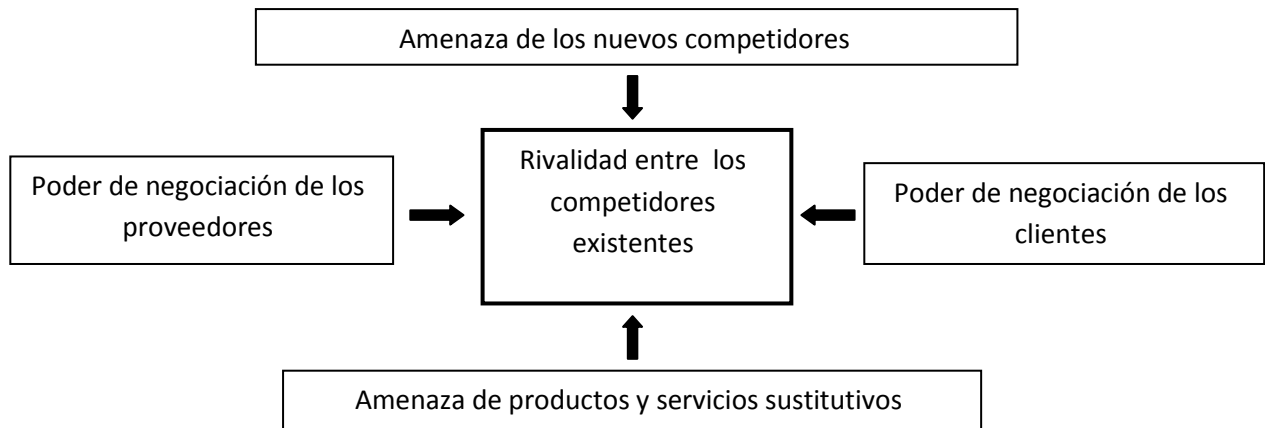 Amenaza de los nuevos competidores
Poder de negociación de los
proveedores
Rivalidad entre los
competidores
existentes
Poder de negociación de los
clientes
Amenaza de productos y servicios sustitutivos